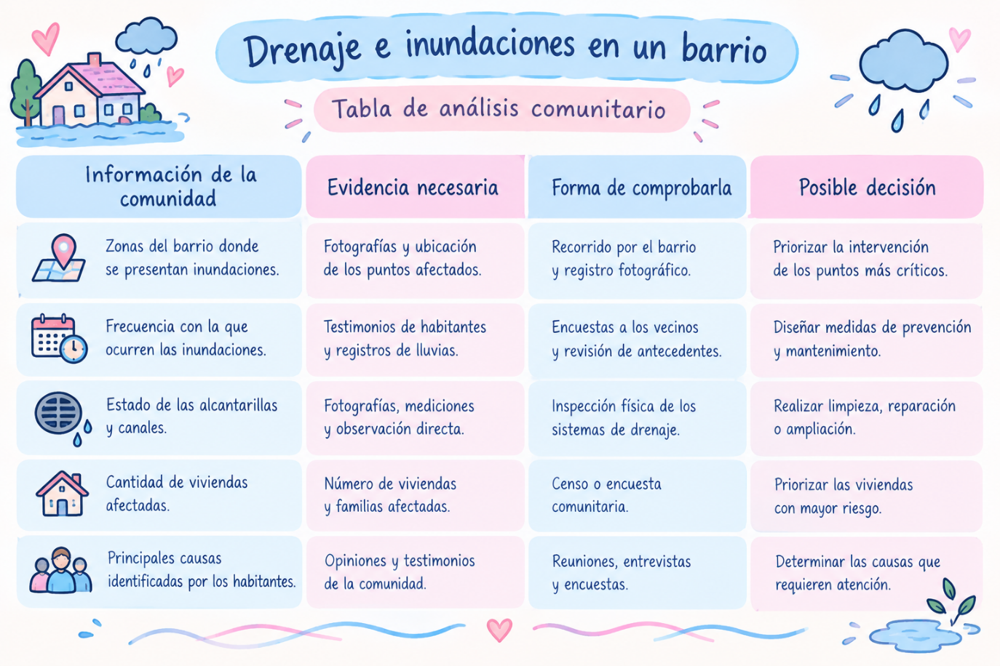 Drenaje e inundaciones en un barrio
Tabla de análisis comunitario
Información de la
comunidad
Evidencia necesaria
Forma de comprobarla
Posible decisión
Zonas del barrio donde
se presentan inundaciones.
Fotografías y ubicación
de los puntos afectados.
Recorrido por el barrio
y registro fotográfico.
Priorizar la intervención
de los puntos más críticos.
Frecuencia con la que
ocurren las inundaciones.
Testimonios de habitantes
y registros de lluvias.
Encuestas a los vecinos
y revisión de antecedentes.
Diseñar medidas de prevención
y mantenimiento.
Estado de las alcantarillas
y canales.
Fotografías, mediciones
y observación directa.
Inspección física de los
sistemas de drenaje.
Realizar limpieza, reparación
o ampliación.
Cantidad de viviendas
afectadas.
Número de viviendas
y familias afectadas.
Censo o encuesta
comunitaria.
Priorizar las viviendas
con mayor riesgo.
Principales causas
identificadas por los habitantes.
Opiniones y testimonios
de la comunidad.
Reuniones, entrevistas
y encuestas.
Determinar las causas que
requieren atención.